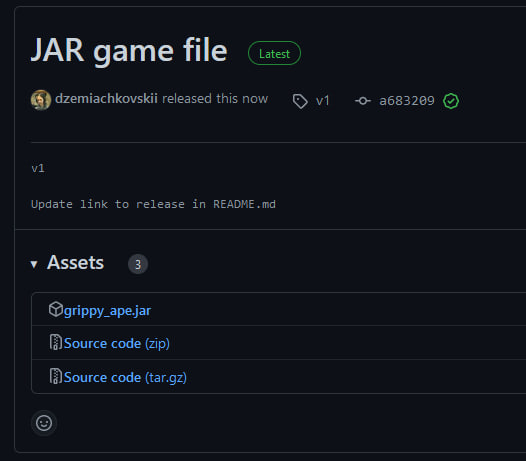 JAR game file Latest
dzemiachkovskii released this now v1 a683209
v1
Update link to release in README.md
Assets 3
grippy_ape.jar
Source code (zip)
Source code (tar.gz)